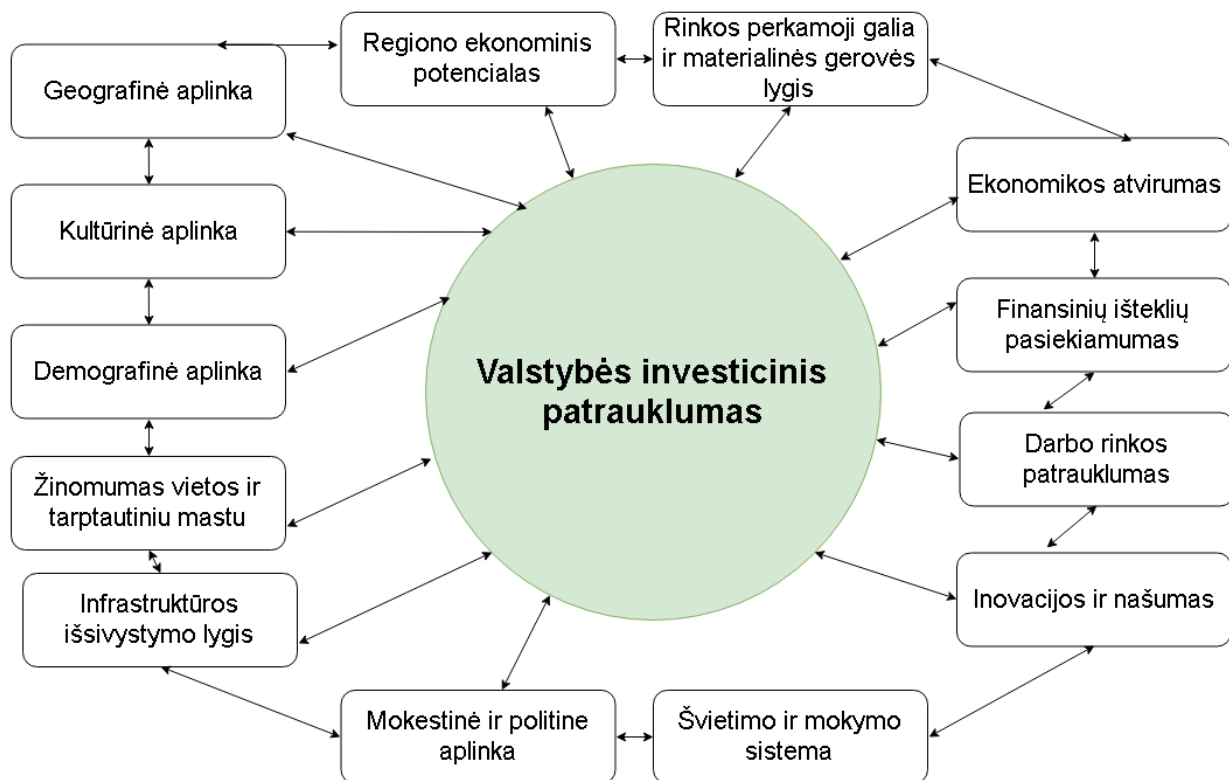 Geografinė aplinka
Regiono ekonominis
potencialas
Rinkos perkamoji galia
ir materialinės gerovės
lygis
Kultūrinė aplinka
Ekonomikos atvirumas
Demografinė aplinka
Finansinių išteklių
pasiekiamumas
Valstybės investicinis
patrauklumas
Žinomumas vietos ir
tarptautiniu mastu
Darbo rinkos
patrauklumas
Infrastruktūros
išsivystymo lygis
Inovacijos ir našumas
Mokestinė ir politine
aplinka
Švietimo ir mokymo
sistema